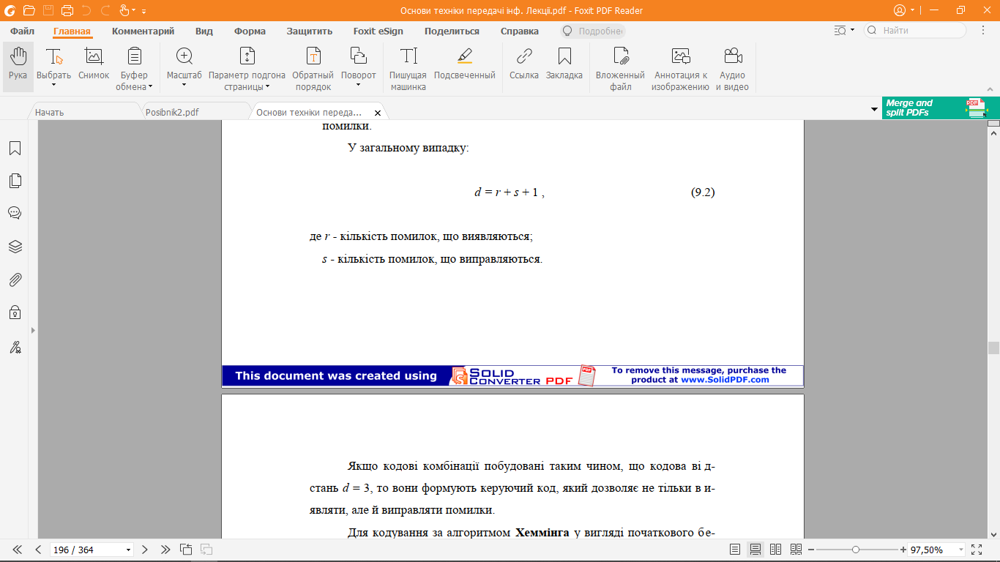 Основи техніки передачі інф. Лекції.pdf - Foxit PDF Reader
Файл Главная Комментарий Вид Форма Защитить Foxit eSign Поделиться Справка Подробнее Найти
Рука Выбрать Снимок Буфер обмена Масштаб Параметр подгона страницы Обратный порядок Поворот Пишущая машинка Подсвеченный Ссылка Закладка Вложенный файл Аннотация к изображению Аудио и видео
Начать Posibnik2.pdf Основи техніки переда... Merge and split PDFs
помилки.
У загальному випадку:
d = r + s + 1 , (9.2)
де r - кількість помилок, що виявляються;
s - кількість помилок, що виправляються.
This document was created using SOLID CONVERTER PDF To remove this message, purchase the product at www.SolidPDF.com
Якщо кодові комбінації побудовані таким чином, що кодова ві д-
стань d = 3, то вони формують керуючий код, який дозволяє не тільки в и-
являти, але й виправляти помилки.
Для кодування за алгоритмом Хеммінга у вигляді початкового б е-
196 / 364 97,50%